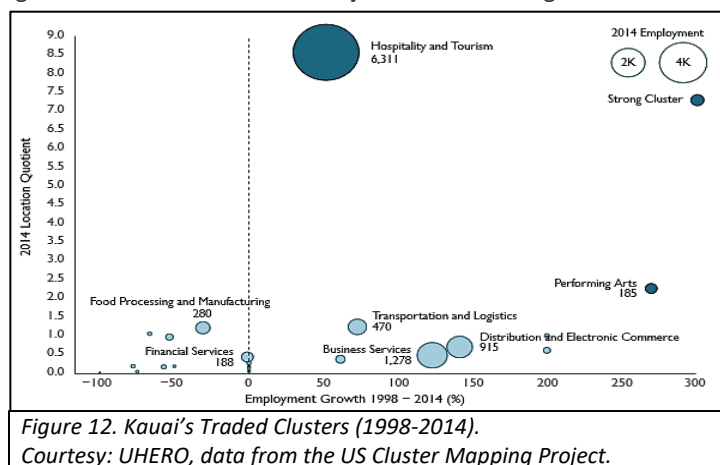 9.0
8.5
8.0
7.5
7.0
6.5
6.0
5.5
5.0
4.5
4.0
3.5
3.0
2.5
2.0
1.5
1.0
0.5
0.0
2014 Location Quotient
Hospitality and Tourism
6,311
2014 Employment
2K
4K
Strong Cluster
Performing Arts
185
Food Processing and Manufacturing
280
Transportation and Logistics
470
Financial Services
188
Business Services
1,278
Distribution and Electronic Commerce
915
−100
−50
0
50
100
150
200
250
300
Employment Growth 1998 − 2014 (%)
Figure 12. Kauai’s Traded Clusters (1998-2014).
Courtesy: UHERO, data from the US Cluster Mapping Project.